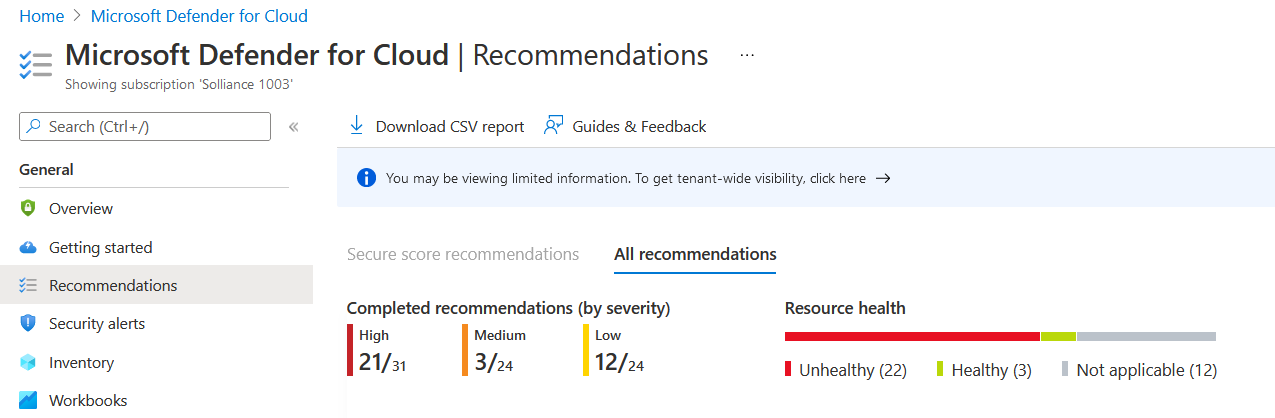 Home > Microsoft Defender for Cloud
Microsoft Defender for Cloud | Recommendations ...
Showing subscription 'Solliance 1003'
Search (Ctrl+/) «
Download CSV report Guides & Feedback
General
You may be viewing limited information. To get tenant-wide visibility, click here →
Overview
Getting started
Secure score recommendations All recommendations
Recommendations
Completed recommendations (by severity) Resource health
Security alerts
High Medium Low
21/31 3/24 12/24
Unhealthy (22) Healthy (3) Not applicable (12)
Inventory
Workbooks